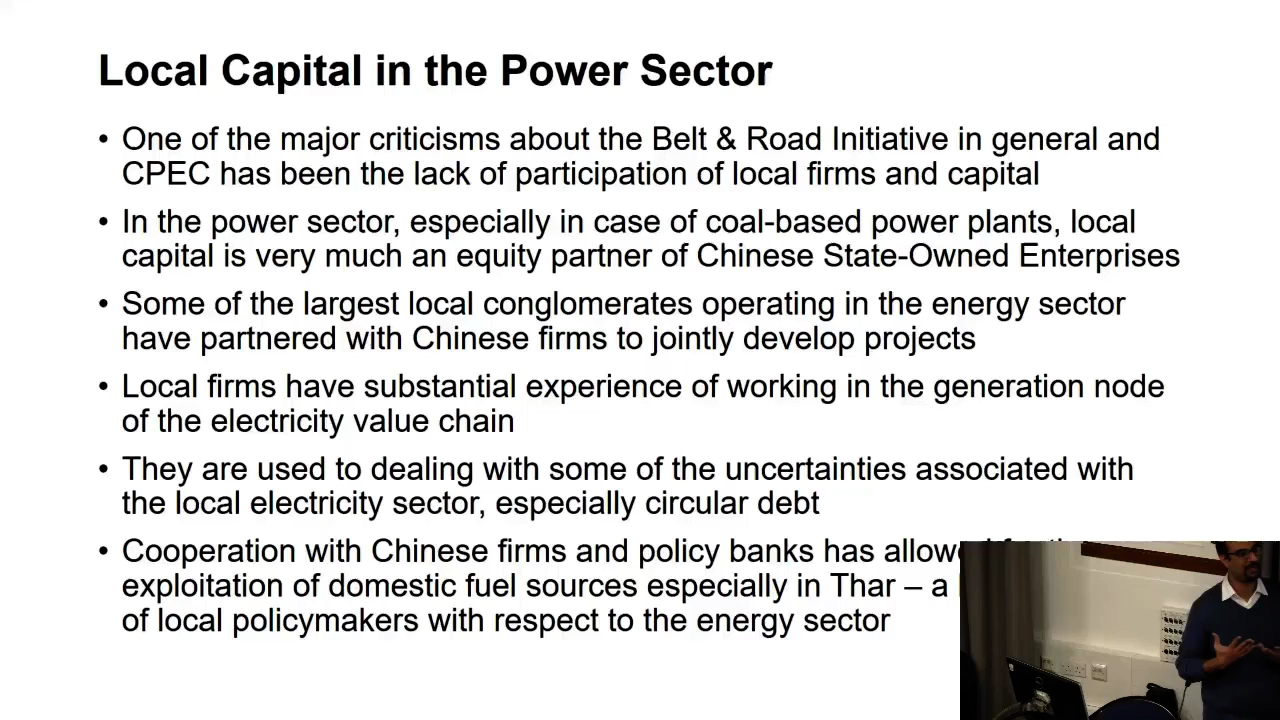 Local Capital in the Power Sector
• One of the major criticisms about the Belt & Road Initiative in general and
CPEC has been the lack of participation of local firms and capital
• In the power sector, especially in case of coal-based power plants, local
capital is very much an equity partner of Chinese State-Owned Enterprises
• Some of the largest local conglomerates operating in the energy sector
have partnered with Chinese firms to jointly develop projects
• Local firms have substantial experience of working in the generation node
of the electricity value chain
• They are used to dealing with some of the uncertainties associated with
the local electricity sector, especially circular debt
• Cooperation with Chinese firms and policy banks has
exploitation of domestic fuel sources especially in Thar – a
of local policymakers with respect to the energy sector